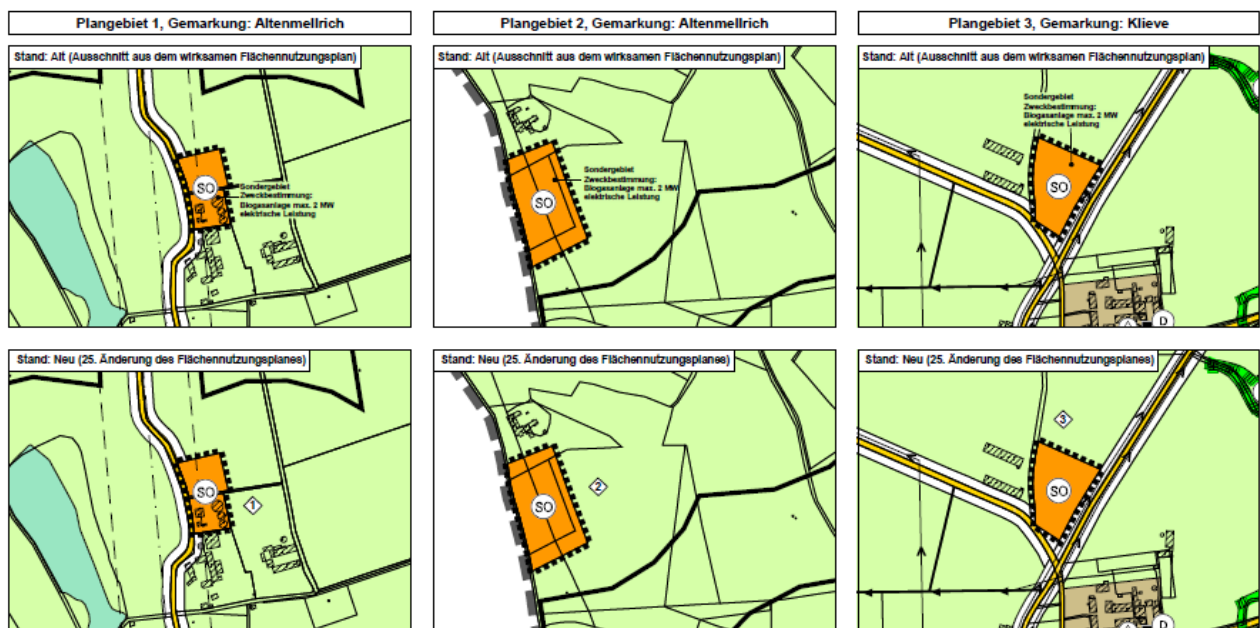 Plangebiet 1, Gemarkung: Altenmellrich
Stand: Alt (Ausschnitt aus dem wirksamen Flächennutzungsplan)
SO
Sondergebiet
Zweckbestimmung:
Biogasanlage max. 2 MW
elektrische Leistung
Plangebiet 2, Gemarkung: Altenmellrich
Stand: Alt (Ausschnitt aus dem wirksamen Flächennutzungsplan)
Sondergebiet
Zweckbestimmung:
Biogasanlage max. 2 MW
elektrische Leistung
SO
Plangebiet 3, Gemarkung: Klieve
Stand: Alt (Ausschnitt aus dem wirksamen Flächennutzungsplan)
Sondergebiet
Zweckbestimmung:
Biogasanlage max. 2 MW
elektrische Leistung
SO
D
Stand: Neu (25. Änderung des Flächennutzungsplanes)
SO
1
Stand: Neu (25. Änderung des Flächennutzungsplanes)
2
SO
Stand: Neu (25. Änderung des Flächennutzungsplanes)
3
SO
D